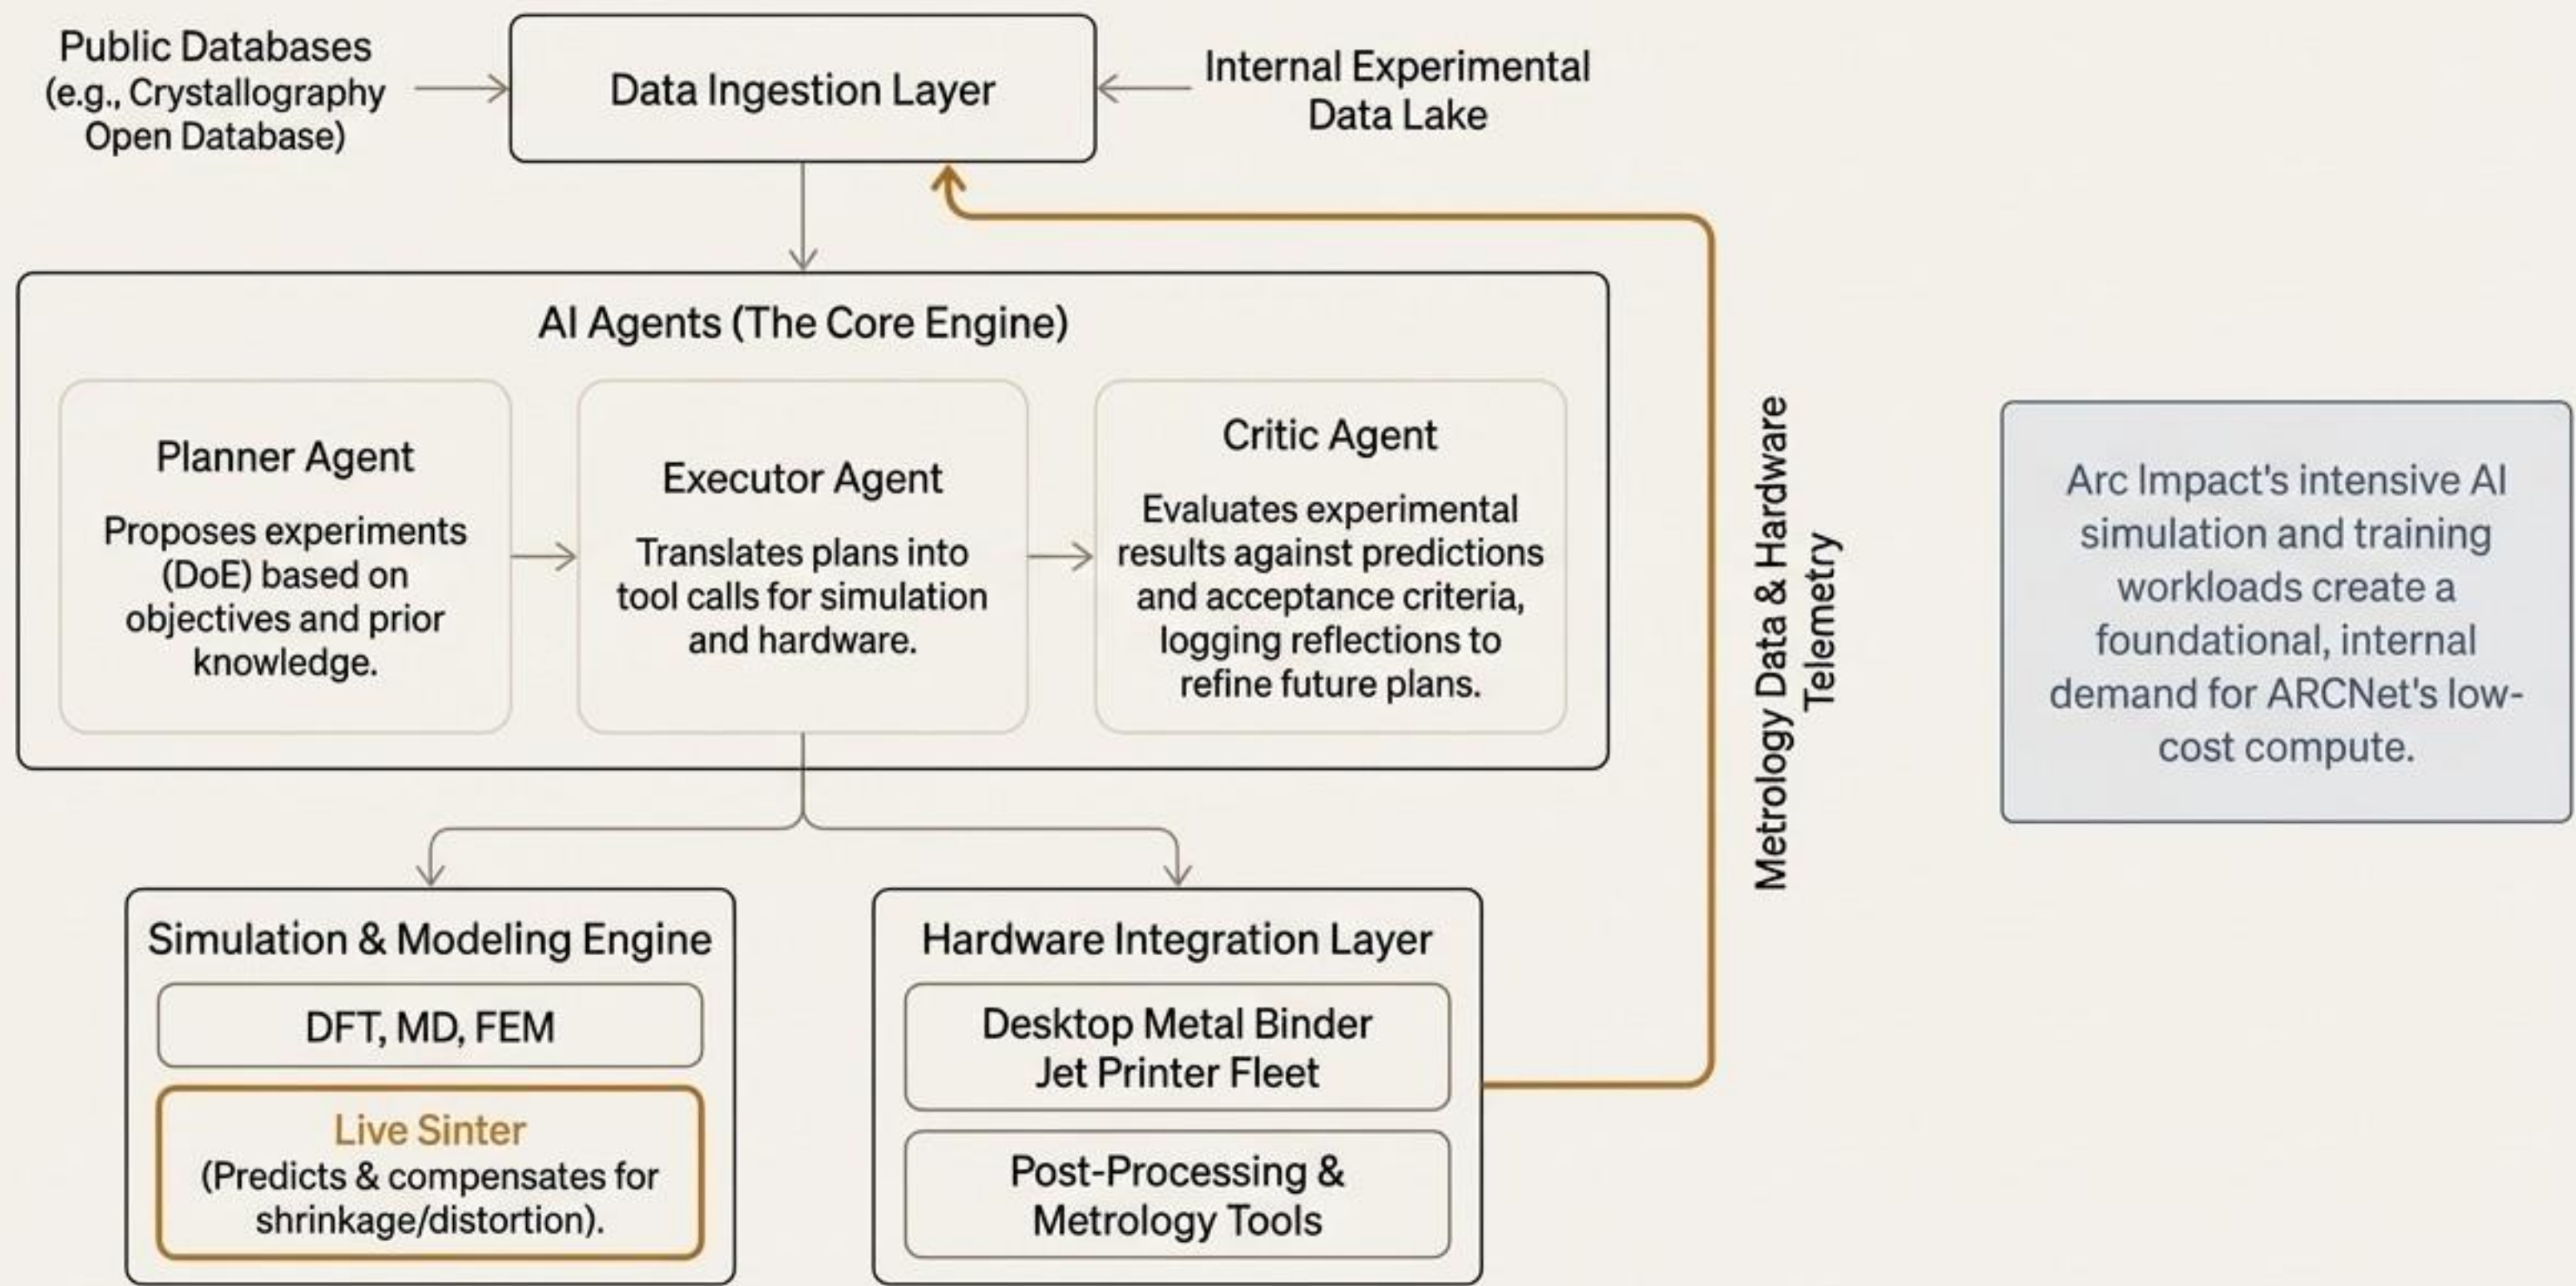 Public Databases
(e.g., Crystallography
Open Database)
Data Ingestion Layer
Internal Experimental
Data Lake
AI Agents (The Core Engine)
Planner Agent
Proposes experiments
(DoE) based on
objectives and prior
knowledge.
Executor Agent
Translates plans into
tool calls for simulation
and hardware.
Critic Agent
Evaluates experimental
results against predictions
and acceptance criteria,
logging reflections to
refine future plans.
Metrology Data & Hardware
Telemetry
Arc Impact's intensive AI
simulation and training
workloads create a
foundational, internal
demand for ARCNet's low-
cost compute.
Simulation & Modeling Engine
DFT, MD, FEM
Live Sinter
(Predicts & compensates for
shrinkage/distortion).
Hardware Integration Layer
Desktop Metal Binder
Jet Printer Fleet
Post-Processing &
Metrology Tools